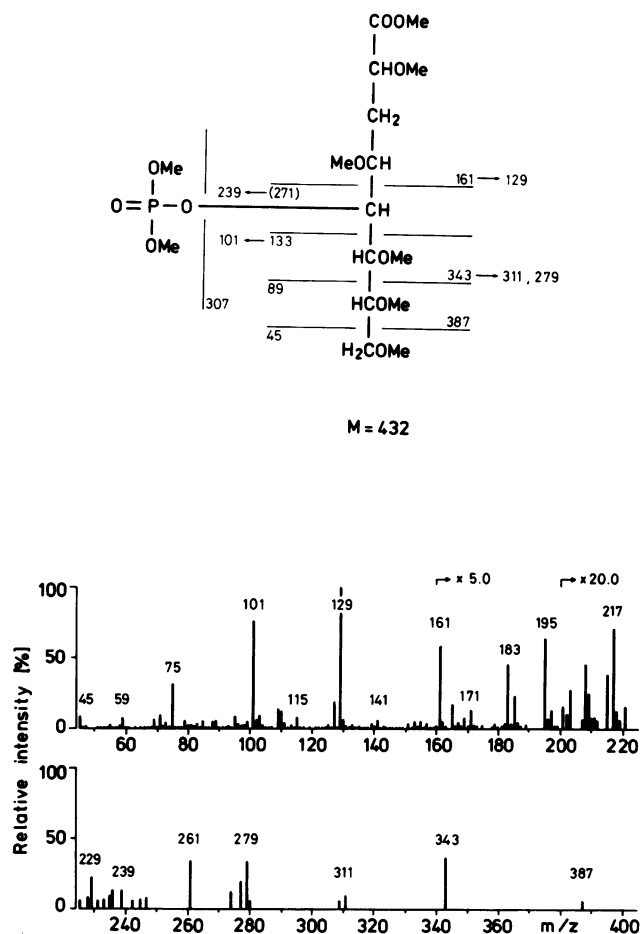 COOMe
CHOMe
CH2
OMe
MeOCH
161 → 129
239 ← (271)
O=P–O
CH
101 ← 133
OMe
HCOMe
343 → 311, 279
89
307
HCOMe
387
45
H2COMe
M = 432
x 5.0
x 20.0
100
50
0
45
59
75
101
115
129
141
161
171
183
195
217
60
80
100
120
140
160
180
200
220
Relative intensity [%]
100
50
0
229
239
261
279
311
343
387
240
260
280
300
320
340
360
m/z
400